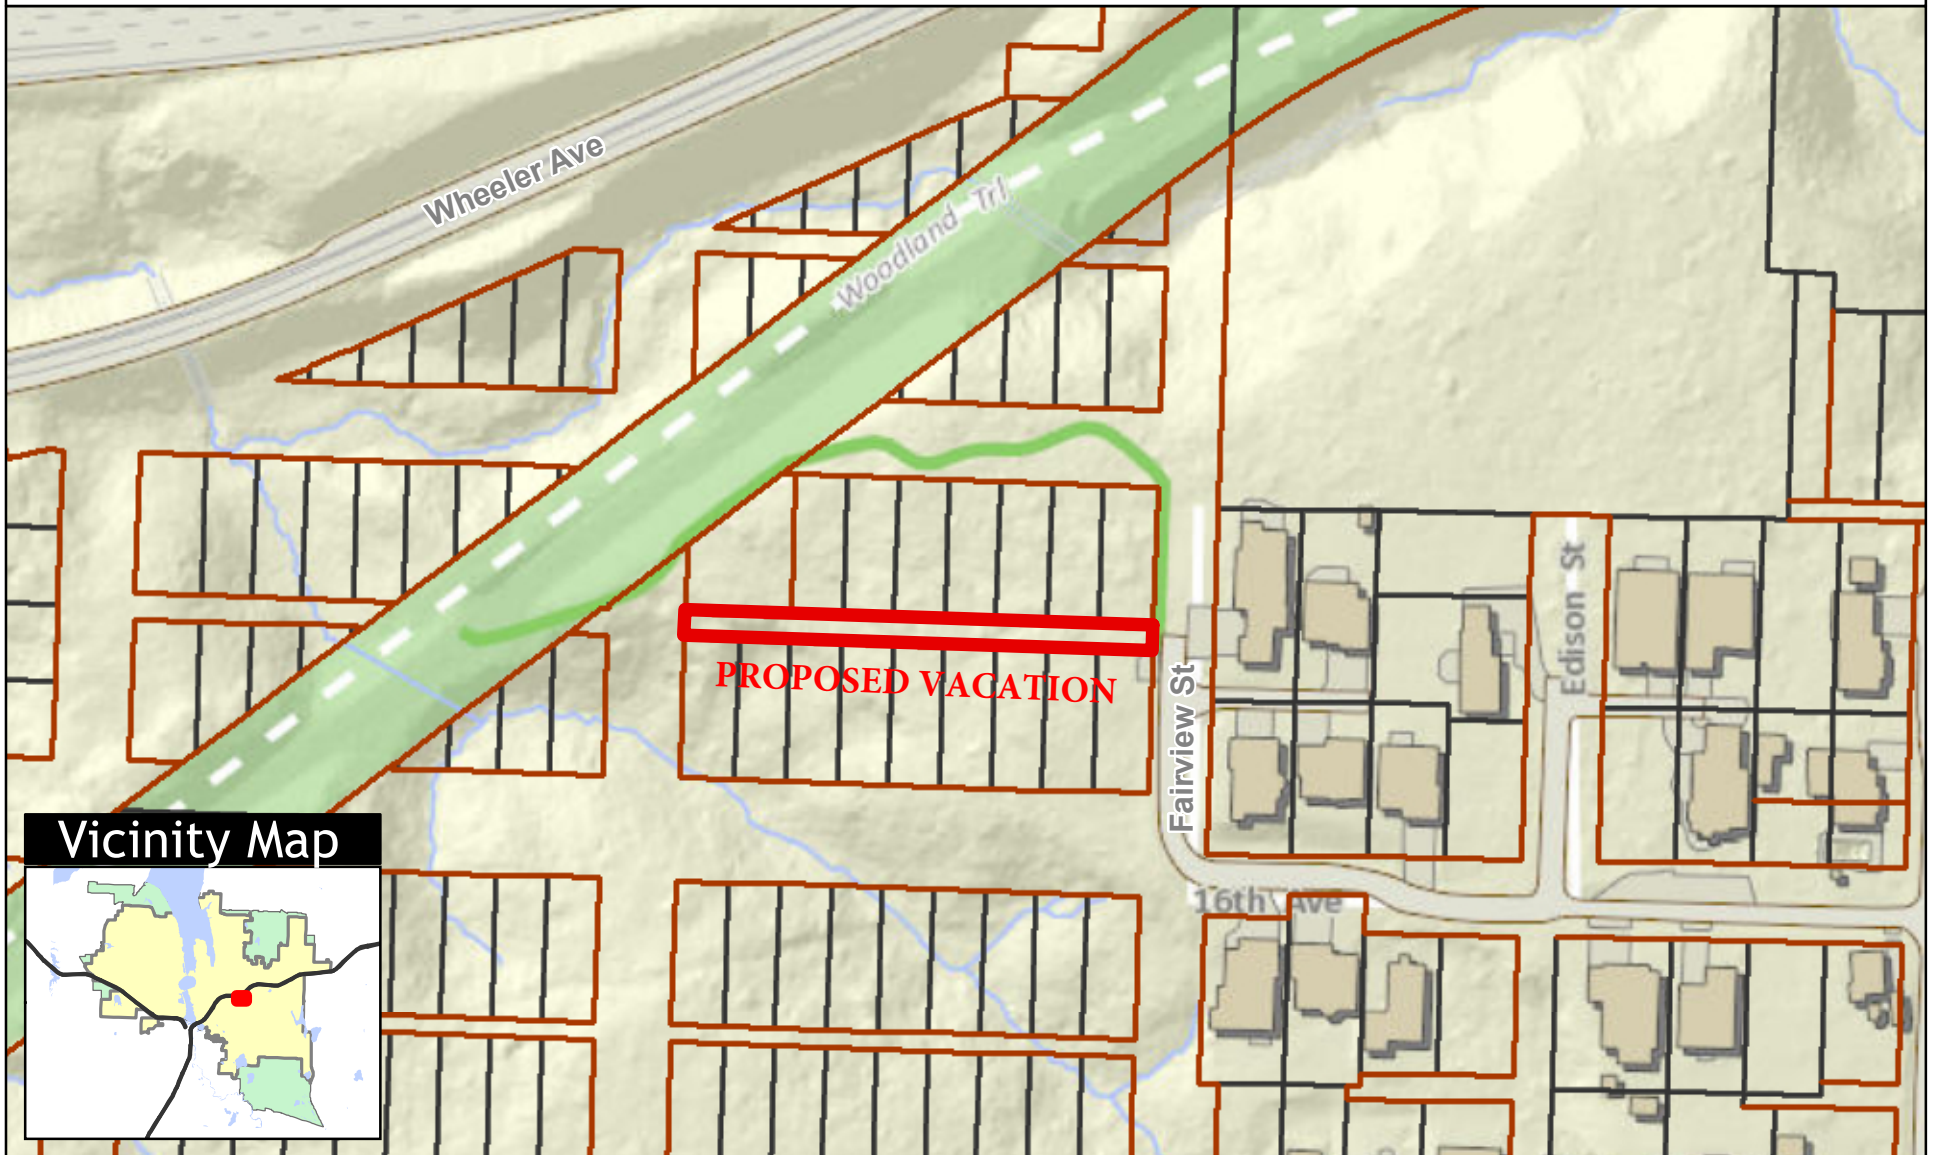 Wheeler Ave
Woodland Trl
PROPOSED VACATION
Edison St
Fairview St
16th Ave
Vicinity Map